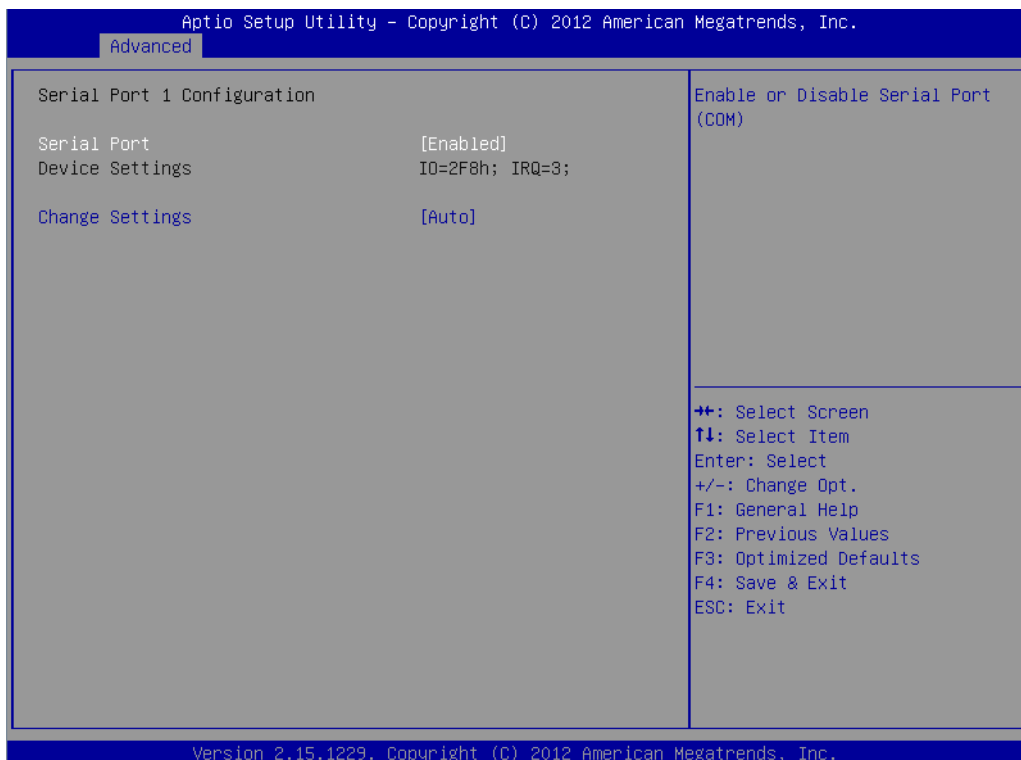 Aptio Setup Utility – Copyright (C) 2012 American Megatrends, Inc.
Advanced
Serial Port 1 Configuration
Serial Port [Enabled]
Device Settings IO=2F8h; IRQ=3;
Change Settings [Auto]
Enable or Disable Serial Port
(COM)
→←: Select Screen
↑↓: Select Item
Enter: Select
+/-: Change Opt.
F1: General Help
F2: Previous Values
F3: Optimized Defaults
F4: Save & Exit
ESC: Exit
Version 2.15.1229. Copyright (C) 2012 American Megatrends, Inc.